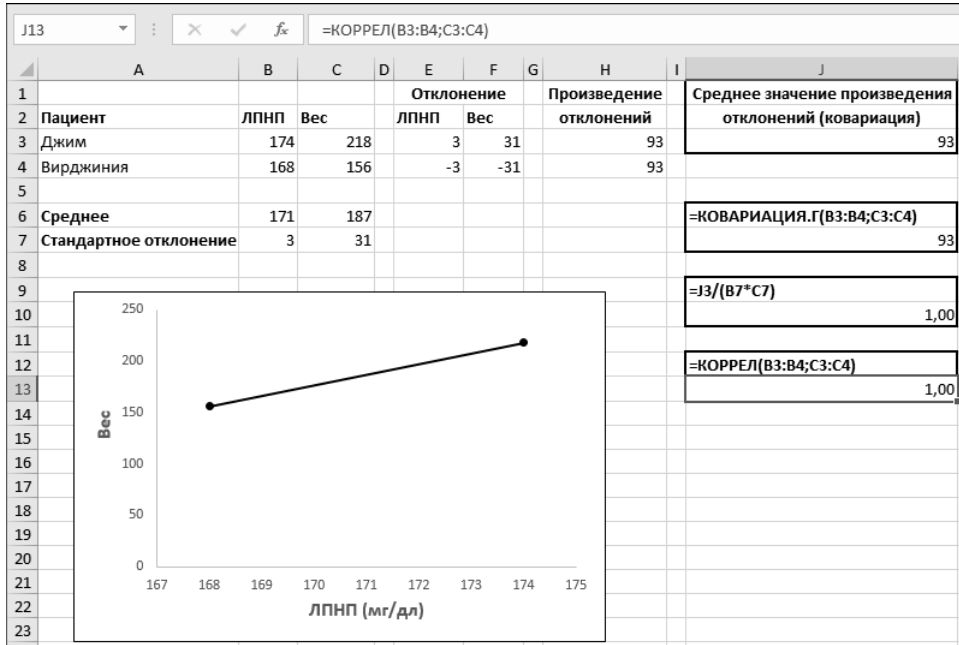 J13 fx =КОРРЕЛ(B3:B4;C3:C4)
A B C D E F G H I J
1 Отклонение Произведение Среднее значение произведения
2 Пациент ЛПНП Вес ЛПНП Вес отклонений отклонений (ковариация)
3 Джим 174 218 3 31 93 93
4 Вирджиния 168 156 -3 -31 93
5
6 Среднее 171 187 =КОВАРИАЦИЯ.Г(B3:B4;C3:C4)
7 Стандартное отклонение 3 31 93
8
9 =J3/(B7*C7)
10 1,00
11
12 =КОРРЕЛ(B3:B4;C3:C4)
13 1,00
14
15
16
17
18
19
20
21
22
23
250
200
150
100
50
0
Вес
167 168 169 170 171 172 173 174 175
ЛПНП (мг/дл)